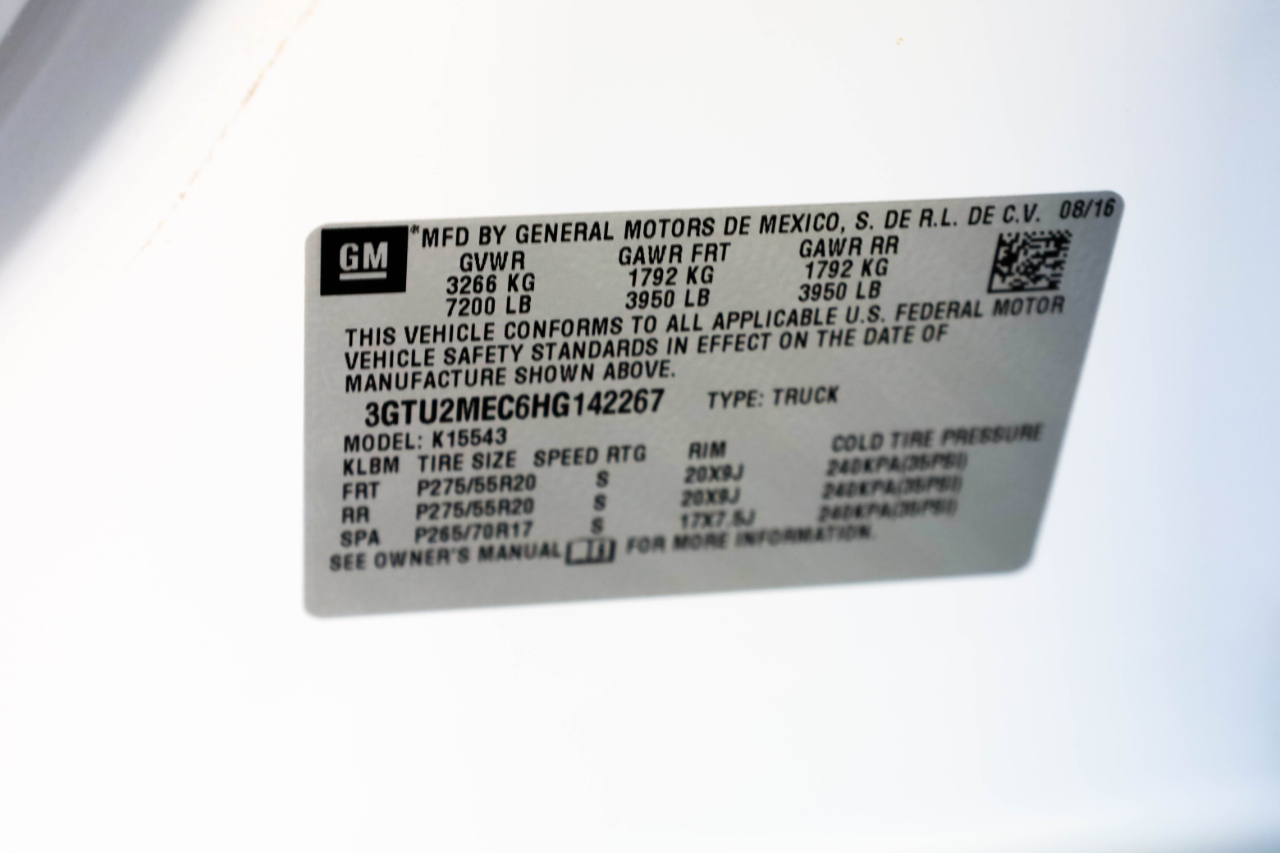 GM
® MFD BY GENERAL MOTORS DE MEXICO, S. DE R.L. DE C.V. 08/16
GVWR GAWR FRT GAWR RR
3266 KG 1792 KG 1792 KG
7200 LB 3950 LB 3950 LB
THIS VEHICLE CONFORMS TO ALL APPLICABLE U.S. FEDERAL MOTOR
VEHICLE SAFETY STANDARDS IN EFFECT ON THE DATE OF
MANUFACTURE SHOWN ABOVE.
3GTU2MEC6HG142267 TYPE: TRUCK
MODEL: K15543
KLBM TIRE SIZE SPEED RTG RIM COLD TIRE PRESSURE
FRT P275/55R20 S 20X9J 240KPA(35PSI)
RR P275/55R20 S 20X9J 240KPA(35PSI)
SPA P265/70R17 S 17X7.5J 240KPA(35PSI)
SEE OWNER'S MANUAL FOR MORE INFORMATION.